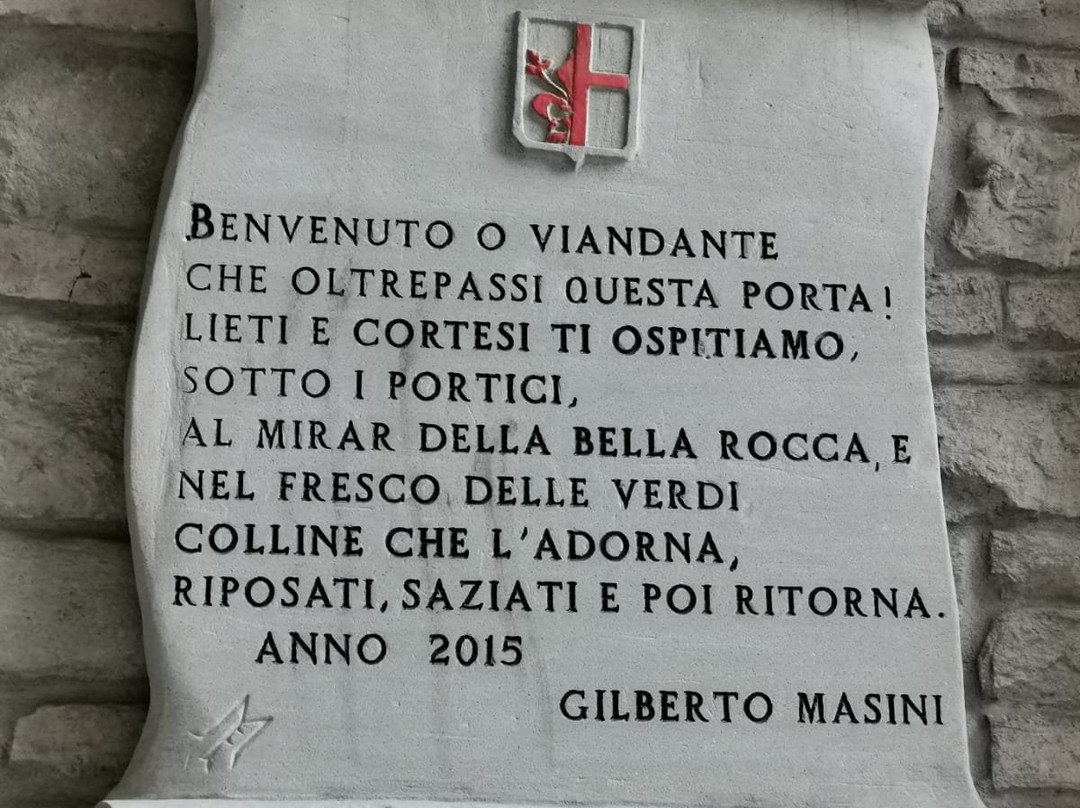 BENVENUTO O VIANDANTE
CHE OLTREPASSI QUESTA PORTA!
LIETI E CORTESI TI OSPITIAMO,
SOTTO I PORTICI,
AL MIRAR DELLA BELLA ROCCA, E
NEL FRESCO DELLE VERDI
COLLINE CHE L'ADORNA,
RIPOSATI, SAZIATI E POI RITORNA.
ANNO 2015
GILBERTO MASINI